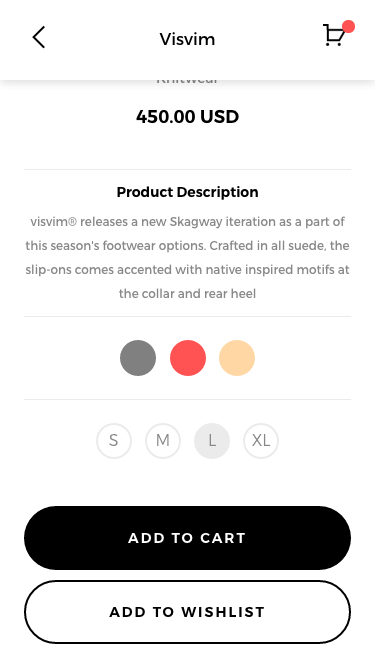 Visvim
Knitwear
450.00 USD
Product Description
visvim® releases a new Skagway iteration as a part of
this season's footwear options. Crafted in all suede, the
slip-ons comes accented with native inspired motifs at
the collar and rear heel
S M L XL
ADD TO CART
ADD TO WISHLIST